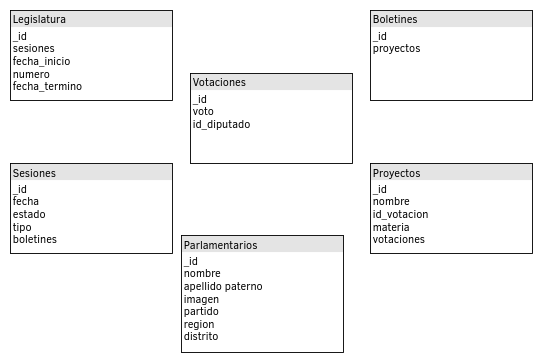 Legislatura
_id
sesiones
fecha_inicio
numero
fecha_termino
Boletines
_id
proyectos
Votaciones
_id
voto
id_diputado
Sesiones
_id
fecha
estado
tipo
boletines
Proyectos
_id
nombre
id_votacion
materia
votaciones
Parlamentarios
_id
nombre
apellido paterno
imagen
partido
region
distrito